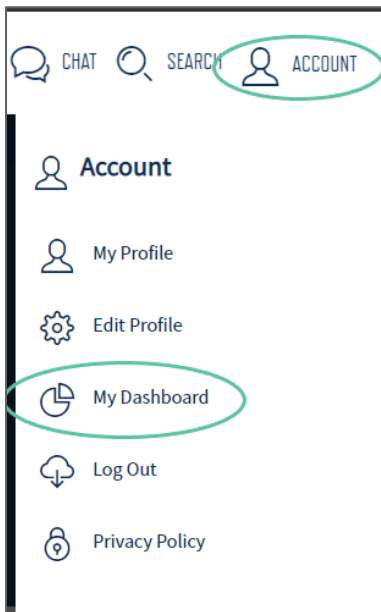 CHAT SEARCH ACCOUNT
Account
My Profile
Edit Profile
My Dashboard
Log Out
Privacy Policy